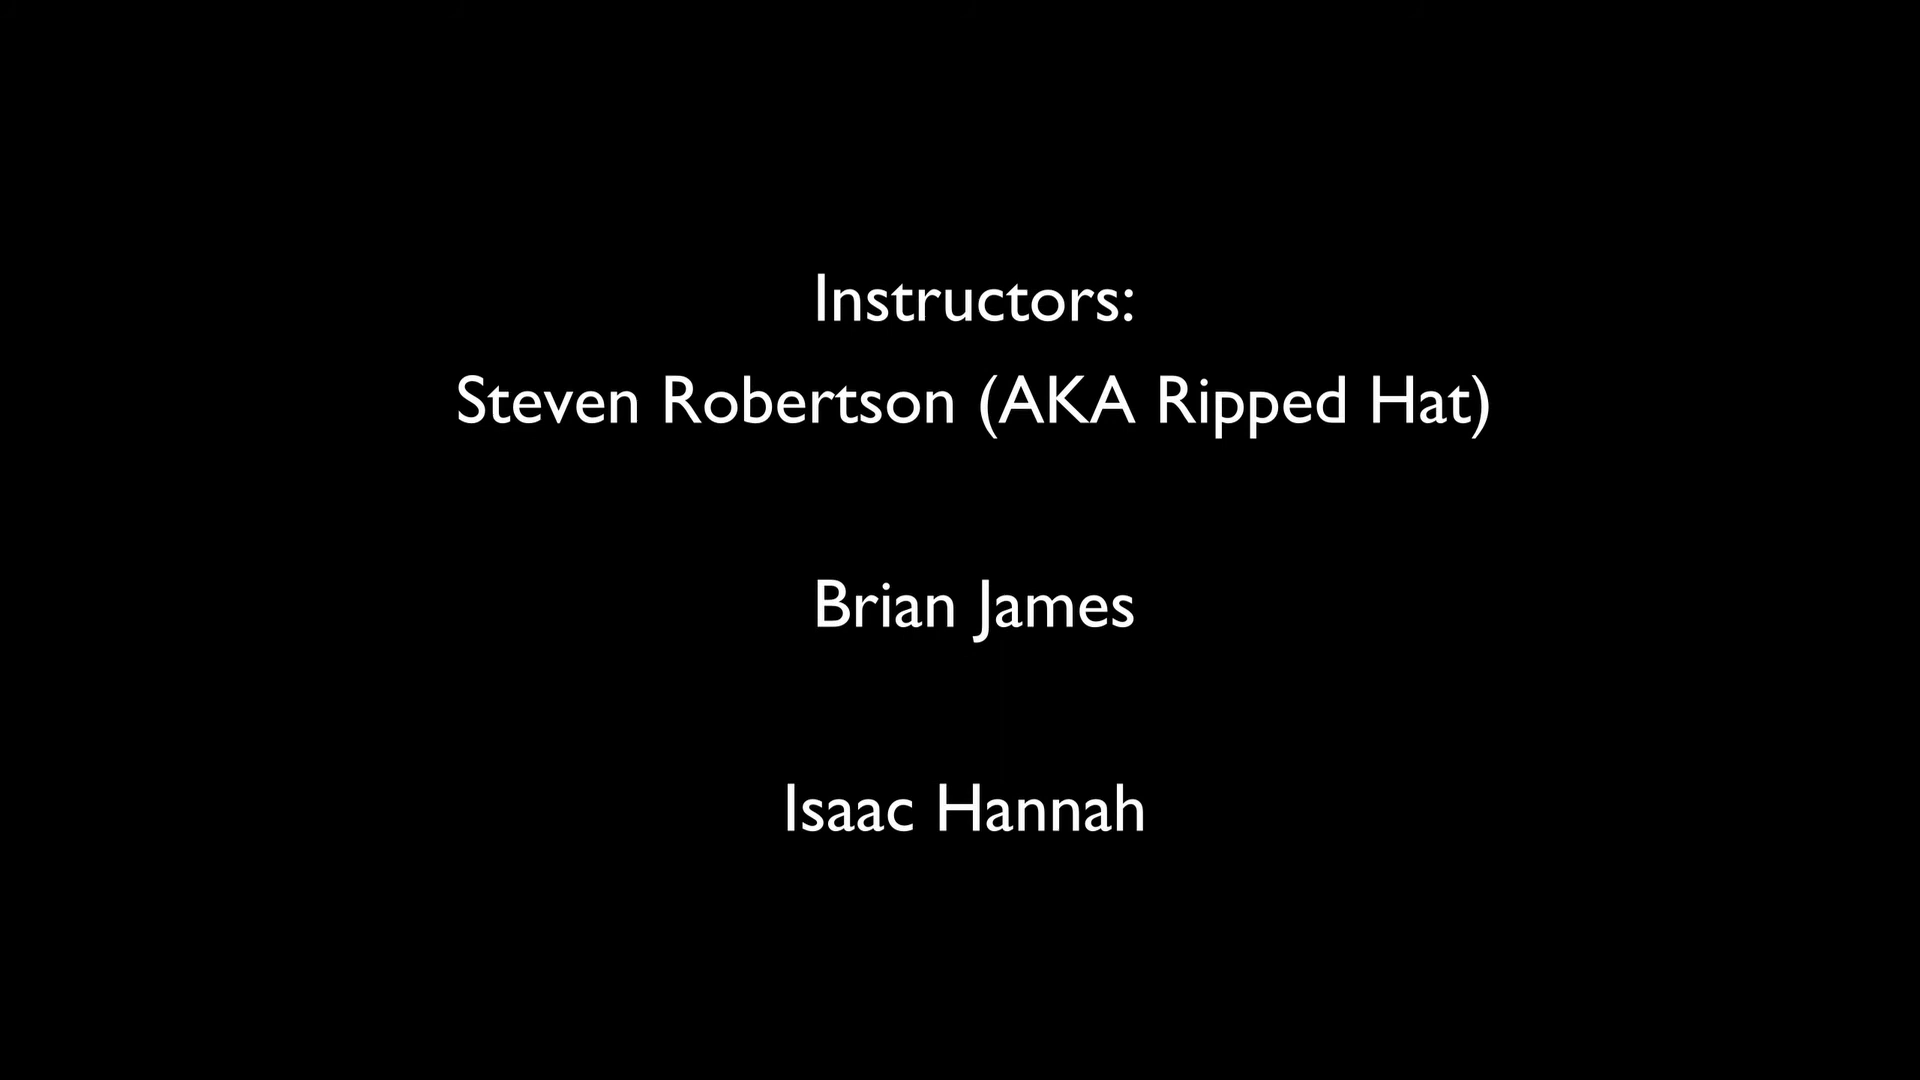 Instructors:
Steven Robertson (AKA Ripped Hat)
Brian James
Isaac Hannah